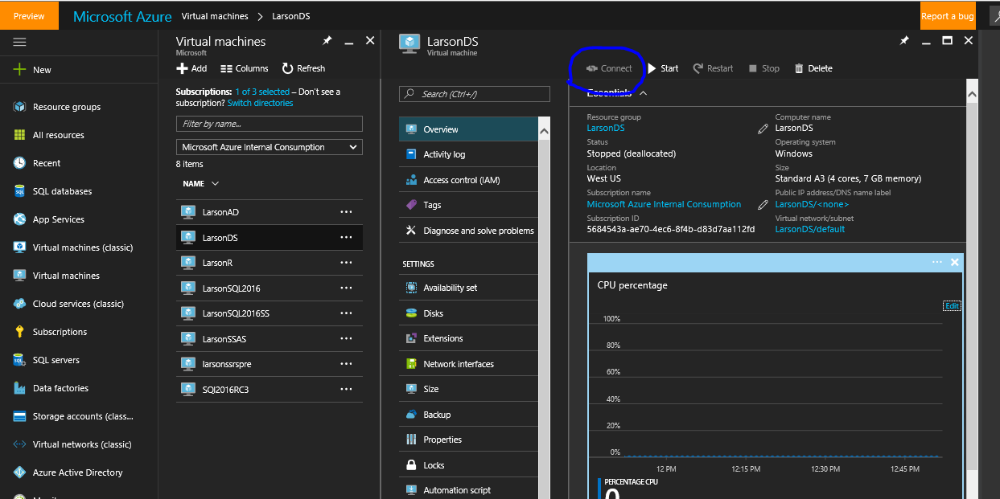 Preview
Microsoft Azure Virtual machines > LarsonDS
Report a bug
New
Resource groups
All resources
Recent
SQL databases
App Services
Virtual machines (classic)
Virtual machines
Cloud services (classic)
Subscriptions
SQL servers
Data factories
Storage accounts (class...
Virtual networks (classic)
Azure Active Directory
Virtual machines
Microsoft
Add Columns Refresh
Subscriptions: 1 of 3 selected – Don't see a
subscription? Switch directories
Filter by name...
Microsoft Azure Internal Consumption
8 items
NAME
LarsonAD
LarsonDS
LarsonR
LarsonSQL2016
LarsonSQL2016SS
LarsonSSAS
larsonssrspre
SQl2016RC3
LarsonDS
Virtual machine
Search (Ctrl+/)
Overview
Activity log
Access control (IAM)
Tags
Diagnose and solve problems
SETTINGS
Availability set
Disks
Extensions
Network interfaces
Size
Backup
Properties
Locks
Automation script
Connect Start Restart Stop Delete
Essentials
Resource group
LarsonDS
Status
Stopped (deallocated)
Location
West US
Subscription name
Microsoft Azure Internal Consumption
Subscription ID
5684543a-ae70-4ec6-8f4b-d83d7aa112fd
Computer name
LarsonDS
Operating system
Windows
Size
Standard A3 (4 cores, 7 GB memory)
Public IP address/DNS name label
LarsonDS/<none>
Virtual network/subnet
LarsonDS/default
CPU percentage
Edit
100%
80%
60%
40%
20%
0%
12 PM 12:15 PM 12:30 PM 12:45 PM
PERCENTAGE CPU
0